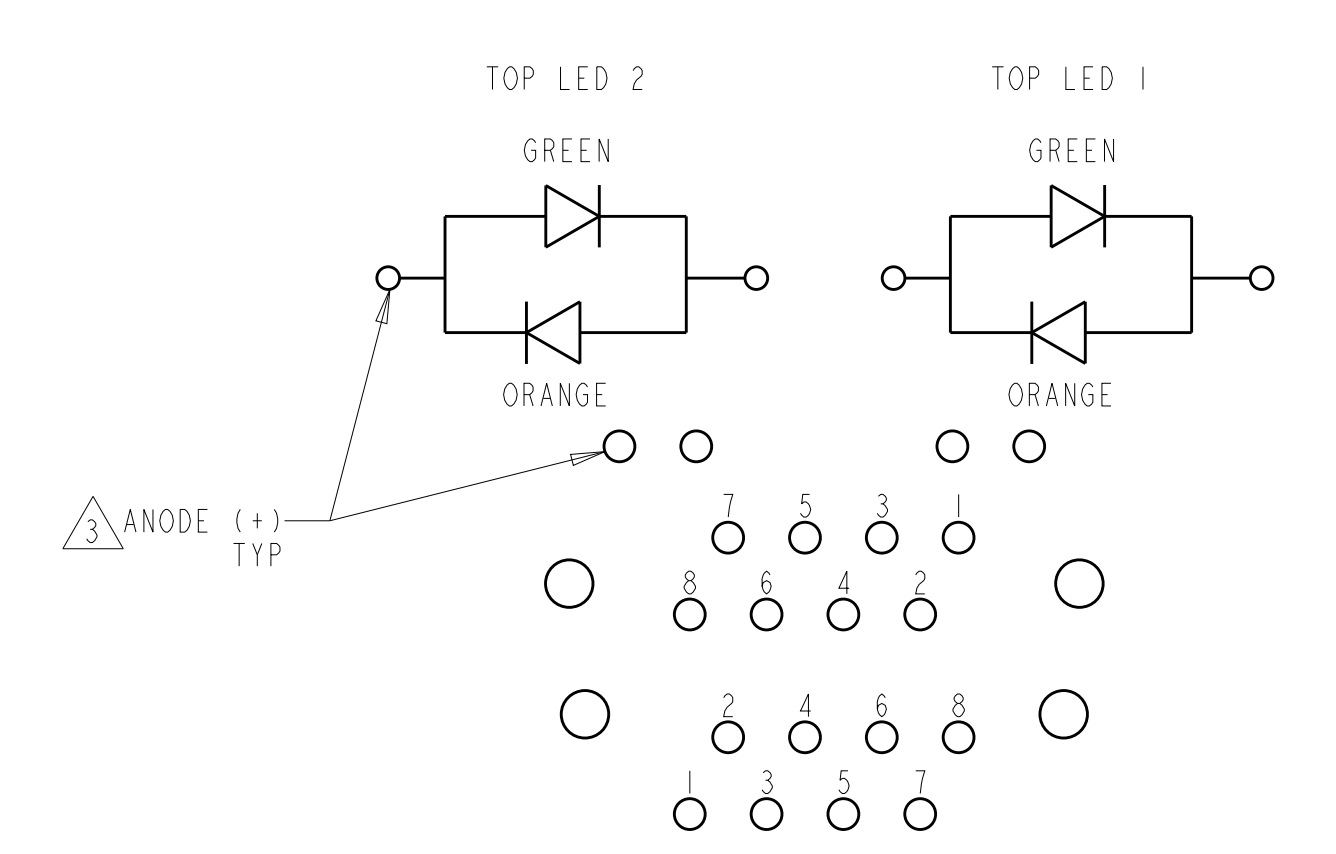 TOP LED 2
TOP LED 1
GREEN
GREEN
ORANGE
ORANGE
3 ANODE (+)
TYP
7 5 3 1
8 6 4 2
2 4 6 8
1 3 5 7